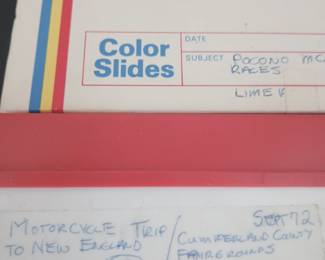 Color
Slides
DATE
SUBJECT POCONO MC
RACES
LIME
MOTORCYCLE TRIP
TO NEW ENGLAND
/
SEPT 72
CUMBERLAND COUNTY
FAIRGROUNDS